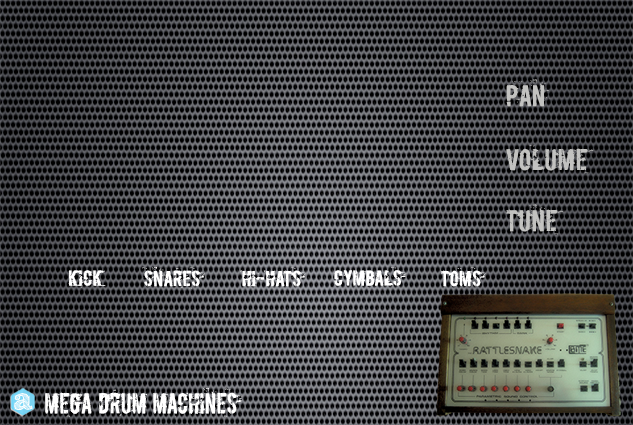 PAN
VOLUME
TUNE
KICK SNARES HI-HATS CYMBALS TOMS
RATTLESNAKE
a MEGA DRUM MACHINES